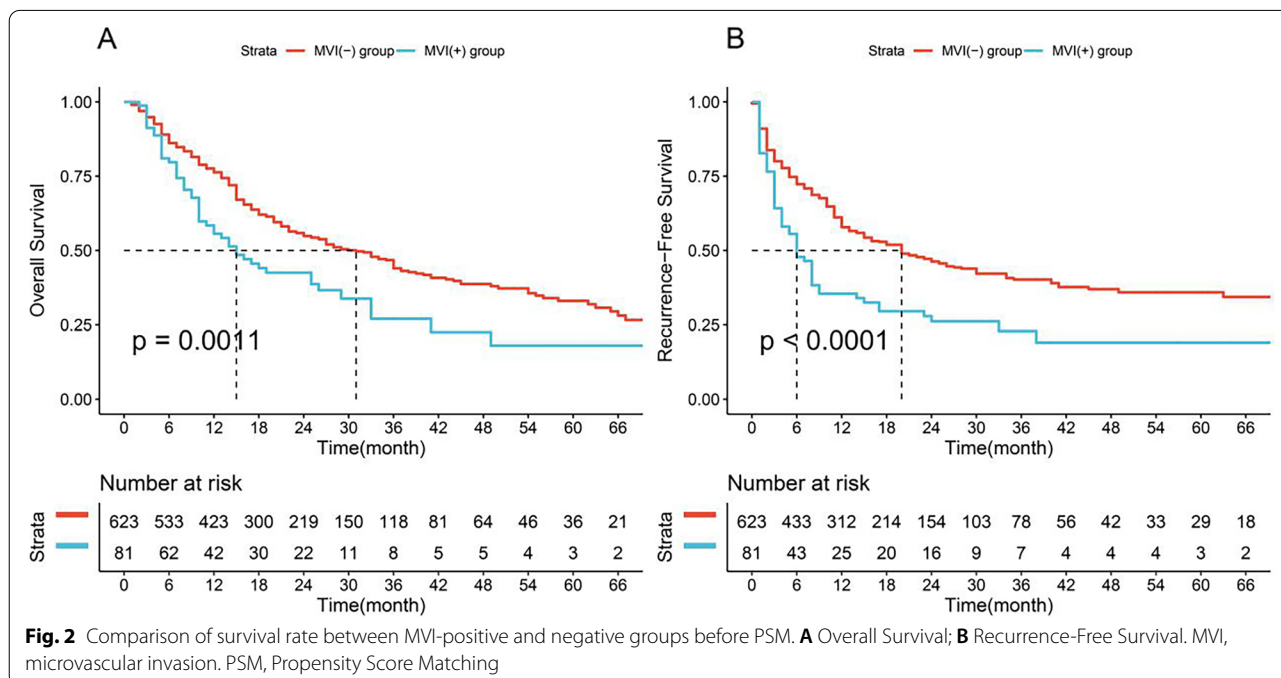 A
Strata MVI(−) group MVI(+) group
Overall Survival
1.00
0.75
0.50
0.25
0.00
p = 0.0011
0 6 12 18 24 30 36 42 48 54 60 66
Time(month)
Number at risk
Strata
623 533 423 300 219 150 118 81 64 46 36 21
81 62 42 30 22 11 8 5 5 4 3 2
0 6 12 18 24 30 36 42 48 54 60 66
Time(month)
B
Strata MVI(−) group MVI(+) group
Recurrence−Free Survival
1.00
0.75
0.50
0.25
0.00
p < 0.0001
0 6 12 18 24 30 36 42 48 54 60 66
Time(month)
Number at risk
Strata
623 433 312 214 154 103 78 56 42 33 29 18
81 43 25 20 16 9 7 4 4 4 3 2
0 6 12 18 24 30 36 42 48 54 60 66
Time(month)
Fig. 2 Comparison of survival rate between MVI-positive and negative groups before PSM. A Overall Survival; B Recurrence-Free Survival. MVI,
microvascular invasion. PSM, Propensity Score Matching